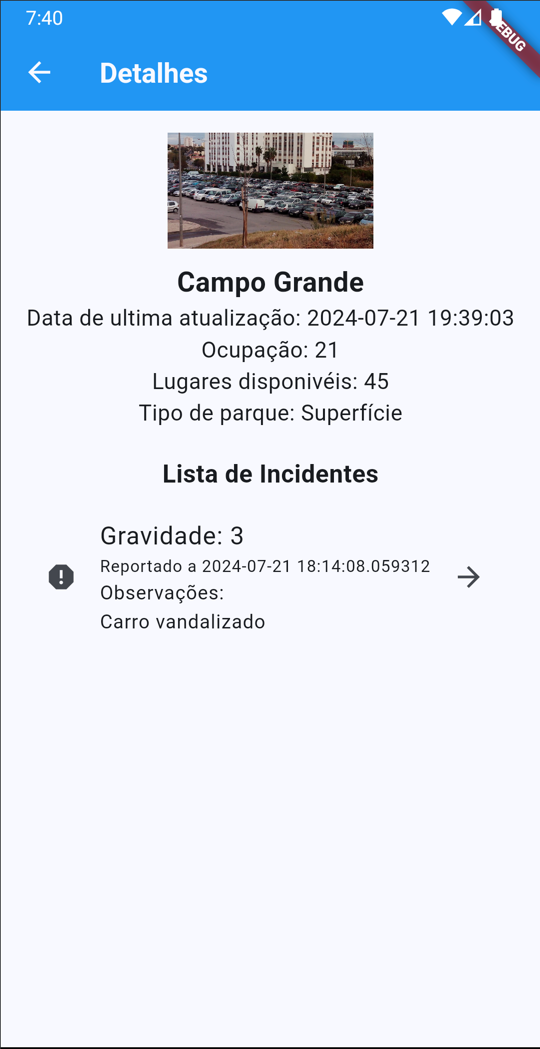 7:40
DEBUG
Detalhes
Campo Grande
Data de ultima atualização: 2024-07-21 19:39:03
Ocupação: 21
Lugares disponivéis: 45
Tipo de parque: Superfície
Lista de Incidentes
Gravidade: 3
Reportado a 2024-07-21 18:14:08.059312
Observações:
Carro vandalizado